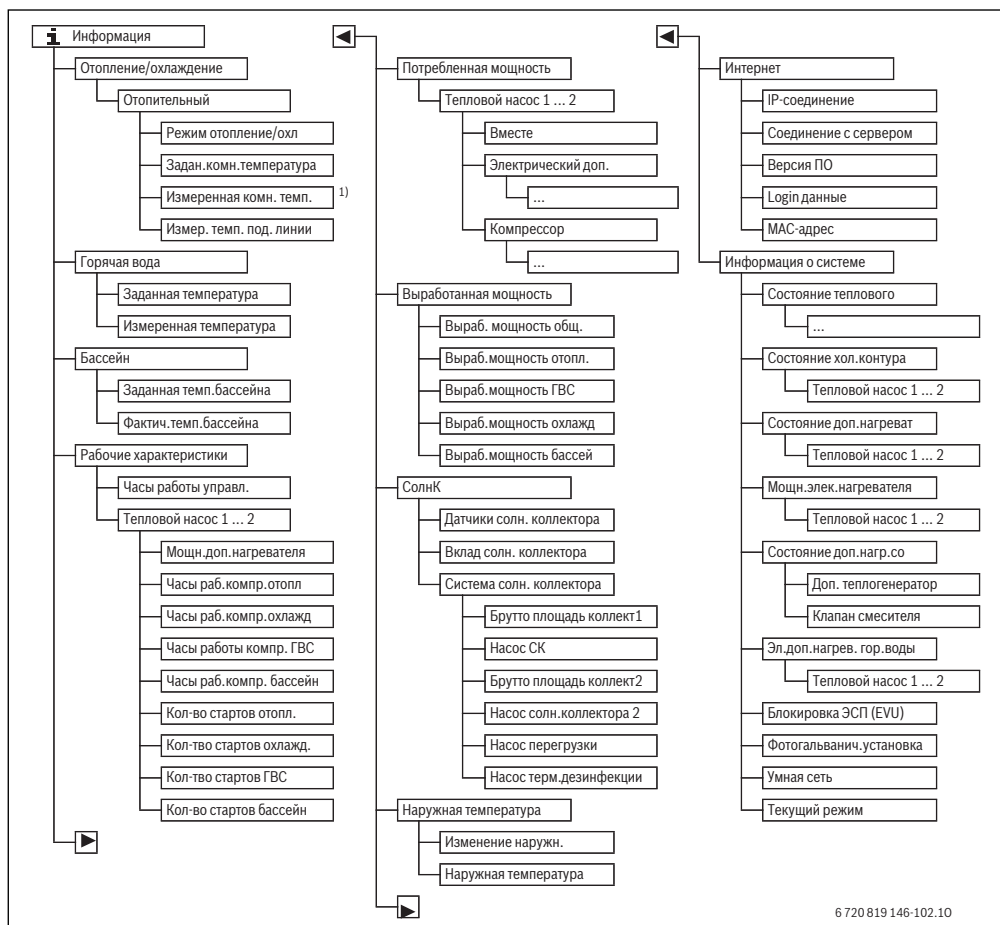 Информация
Отопление/охлаждение
Отопительный
Режим отопление/охл
Задан.комн.температура
Измеренная комн. темп. 1)
Измер. темп. под. линии
Горячая вода
Заданная температура
Измеренная температура
Бассейн
Заданная темп.бассейна
Фактич.темп.бассейна
Рабочие характеристики
Часы работы управл.
Тепловой насос 1 ... 2
Мощн.доп.нагревателя
Часы раб.компр.отопл
Часы раб.компр.охлажд
Часы работы компр. ГВС
Часы раб.компр. бассейн
Кол-во стартов отопл.
Кол-тво стартов охлажд.
Кол-тво стартов ГВС
Кол-во стартов бассейн
Потребленная мощность
Тепловой насос 1 ... 2
Вместе
Электрический доп.
...
Компрессор
...
Выработанная мощность
Выраб. мощность общ.
Выраб.мощность отопл.
Выраб.мощность ГВС
Выраб.мощность охлажд
Выраб.мощность бассей
СолнК
Датчики солн. коллектора
Вклад солн. коллектора
Система солн. коллектора
Брутто площадь коллект1
Насос СК
Брутто площадь коллект2
Насос солн.коллектора 2
Насос перегрузки
Насос терм.дезинфекции
Наружная температура
Изменение наружн.
Наружная температура
Интернет
IP-соединение
Соединение с сервером
Версия ПО
Login данные
MAC-адрес
Информация о системе
Состояние теплового
...
Состояние хол.контура
Тепловой насос 1 ... 2
Состояние доп.нагреват
Тепловой насос 1 ... 2
Мощн.элек.нагревателя
Тепловой насос 1 ... 2
Состояние доп.нагр.со
Доп. теплогенератор
Клапан смесителя
Эл.доп.нагрев. гор.воды
Тепловой насос 1 ... 2
Блокировка ЭСП (EVU)
Фотогальванич.установка
Умная сеть
Текущий режим
6 720 819 146-102.1O